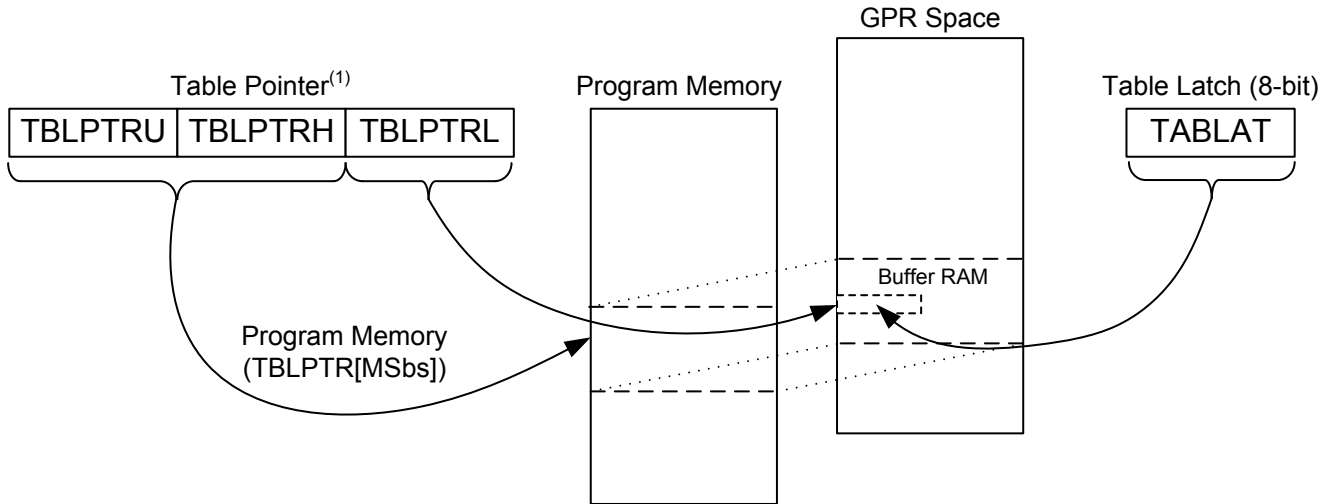 GPR Space
Table Pointer(1)
Program Memory
Table Latch (8-bit)
TBLPTRU TBLPTRH TBLPTRL
TABLAT
Buffer RAM
Program Memory
(TBLPTR[MSbs])